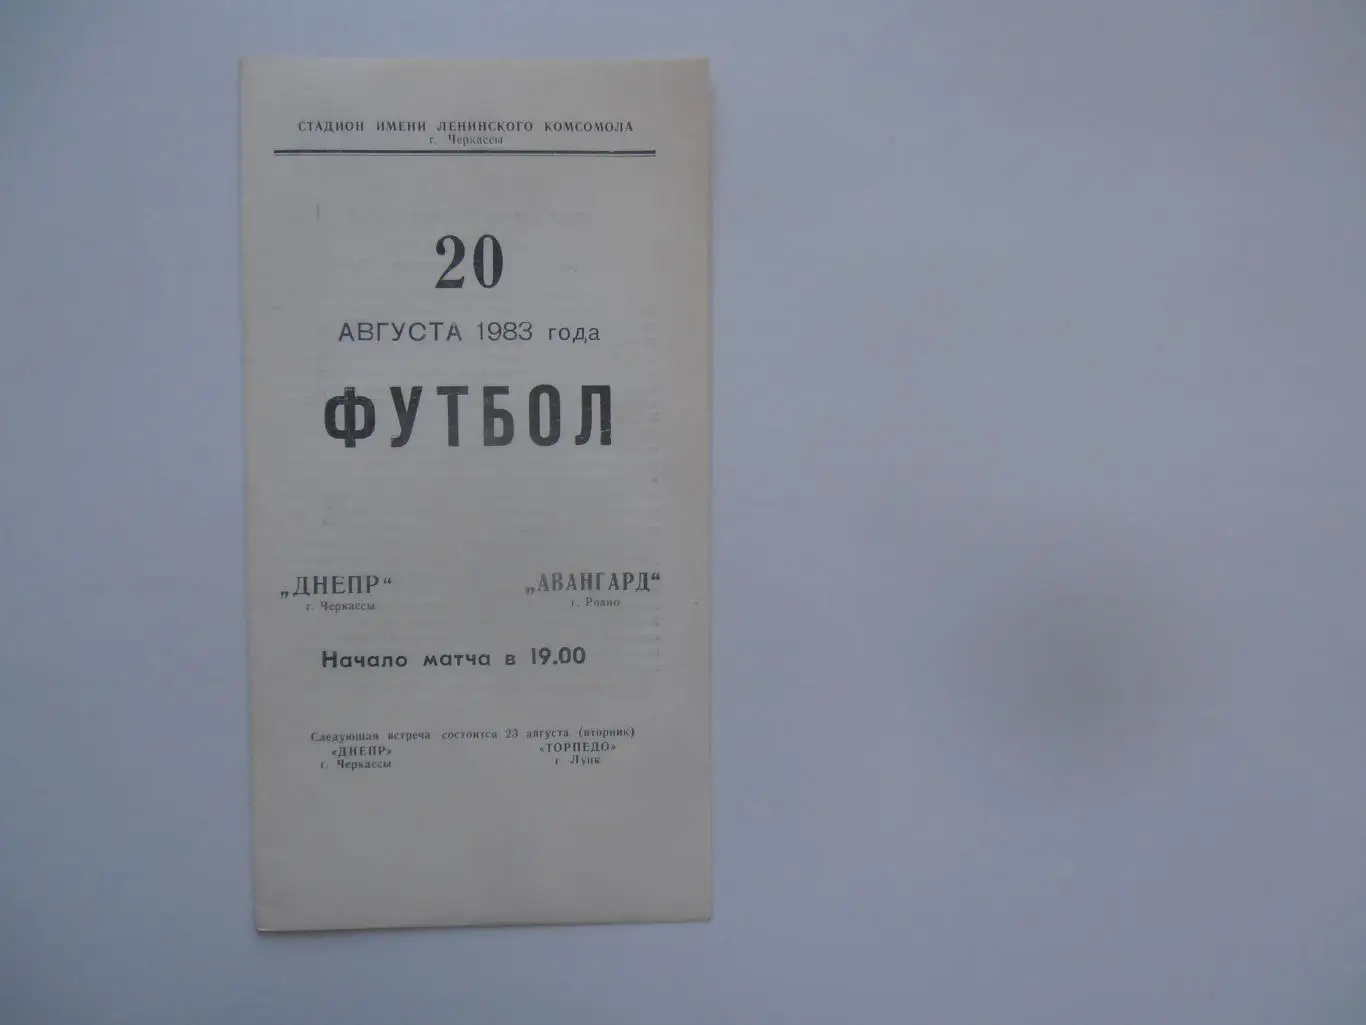 СТАДИОН ИМЕНИ ЛЕНИНСКОГО КОМСОМОЛА
г. Черкассы
20
АВГУСТА 1983 года
ФУТБОЛ
„ДНЕПР“ „АВАНГАРД“
г. Черкассы г. Ровно
Начало матча в 19.00
Следующая встреча состоится 23 августа (вторник)
«ДНЕПР» «ТОРПЕДО»
г. Черкассы г Луцк